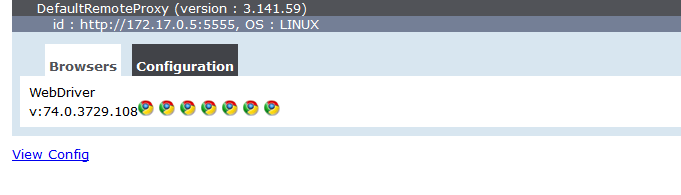 DefaultRemoteProxy (version : 3.141.59)
id : http://172.17.0.5:5555, OS : LINUX
Browsers Configuration
WebDriver
v:74.0.3729.108
View Config